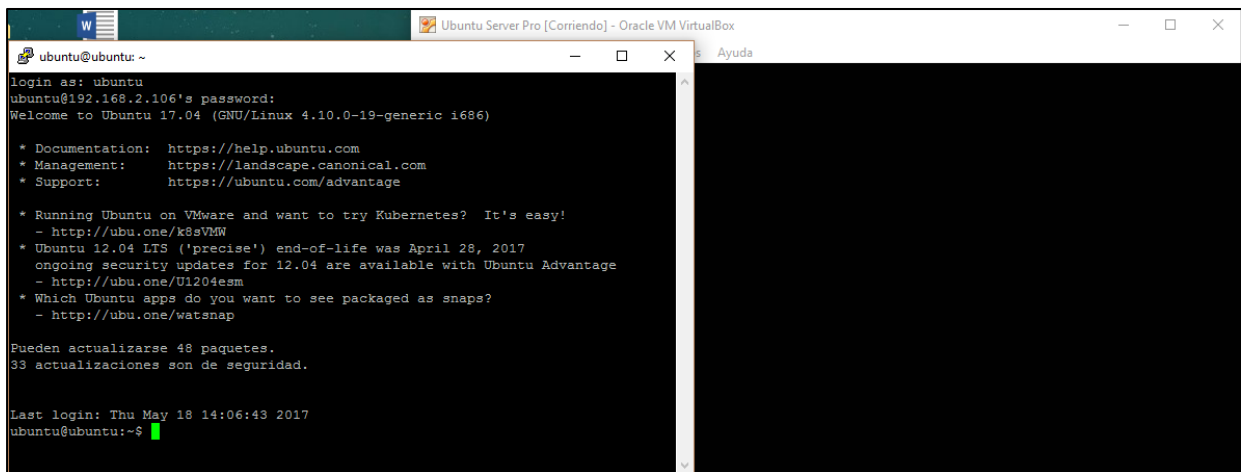 W
Ubuntu Server Pro [Corriendo] - Oracle VM VirtualBox
ubuntu@ubuntu: ~
s Ayuda
login as: ubuntu
ubuntu@192.168.2.106's password:
Welcome to Ubuntu 17.04 (GNU/Linux 4.10.0-19-generic i686)
* Documentation: https://help.ubuntu.com
* Management: https://landscape.canonical.com
* Support: https://ubuntu.com/advantage
* Running Ubuntu on VMware and want to try Kubernetes? It's easy!
- http://ubu.one/k8sVMW
* Ubuntu 12.04 LTS ('precise') end-of-life was April 28, 2017
ongoing security updates for 12.04 are available with Ubuntu Advantage
- http://ubu.one/U1204esm
* Which Ubuntu apps do you want to see packaged as snaps?
- http://ubu.one/watsnap
Pueden actualizarse 48 paquetes.
33 actualizaciones son de seguridad.
Last login: Thu May 18 14:06:43 2017
ubuntu@ubuntu:~$